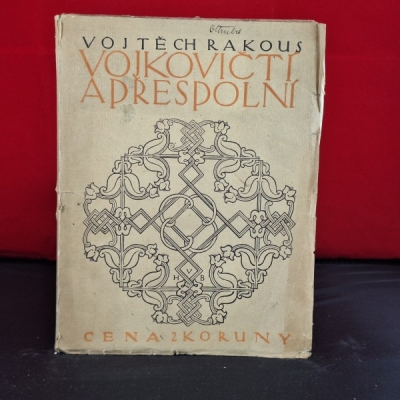 VOJTĚCH RAKOUS
VOJKOVIČTÍ
A PŘESPOLNÍ
H V B
CENA 2 KORUNY